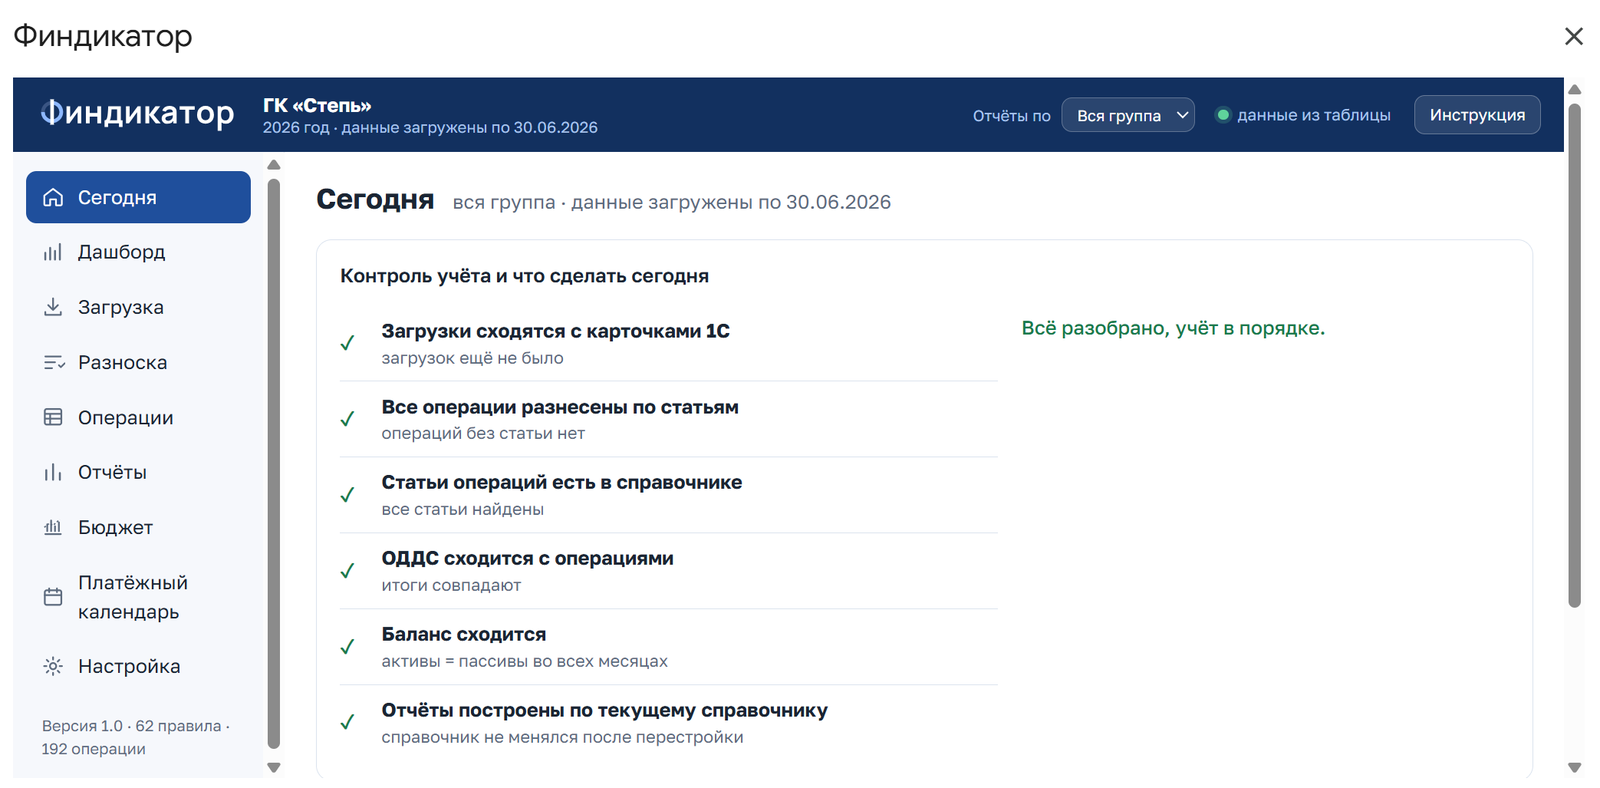 Финдикатор
Финдикатор
ГК «Степь»
2026 год · данные загружены по 30.06.2026
Отчёты по
Вся группа
данные из таблицы
Инструкция
Сегодня
Дашборд
Загрузка
Разноска
Операции
Отчёты
Бюджет
Платёжный
календарь
Настройка
Версия 1.0 · 62 правила ·
192 операции
Сегодня вся группа · данные загружены по 30.06.2026
Контроль учёта и что сделать сегодня
Загрузки сходятся с карточками 1С
загрузок ещё не было
Все операции разнесены по статьям
операций без статьи нет
Статьи операций есть в справочнике
все статьи найдены
ОДДС сходится с операциями
итоги совпадают
Баланс сходится
активы = пассивы во всех месяцах
Отчёты построены по текущему справочнику
справочник не менялся после перестройки
Всё разобрано, учёт в порядке.